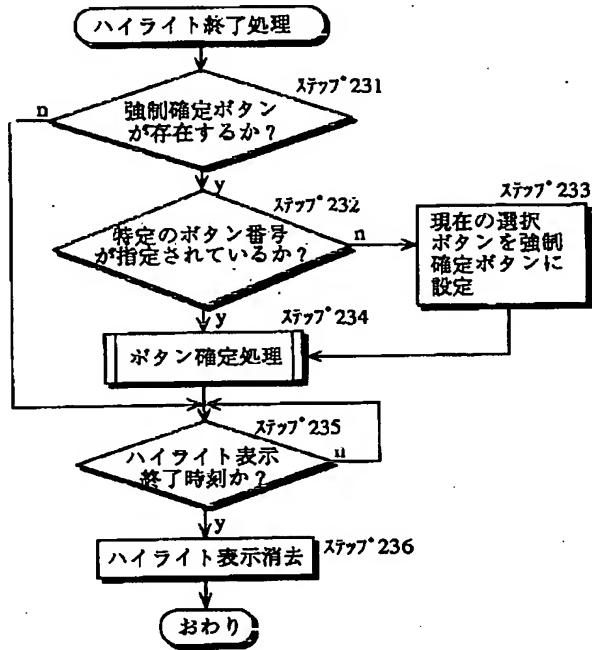 ハイライト終了処理
ステップ231
強制確定ボタン
が存在するか？
n
y
ステップ232
特定のボタン番号
が指定されているか？
n
y
ステップ233
現在の選択
ボタンを強制
確定ボタンに
設定
ステップ234
ボタン確定処理
ステップ235
ハイライト表示
終了時刻か？
n
y
ステップ236
ハイライト表示消去
おわり